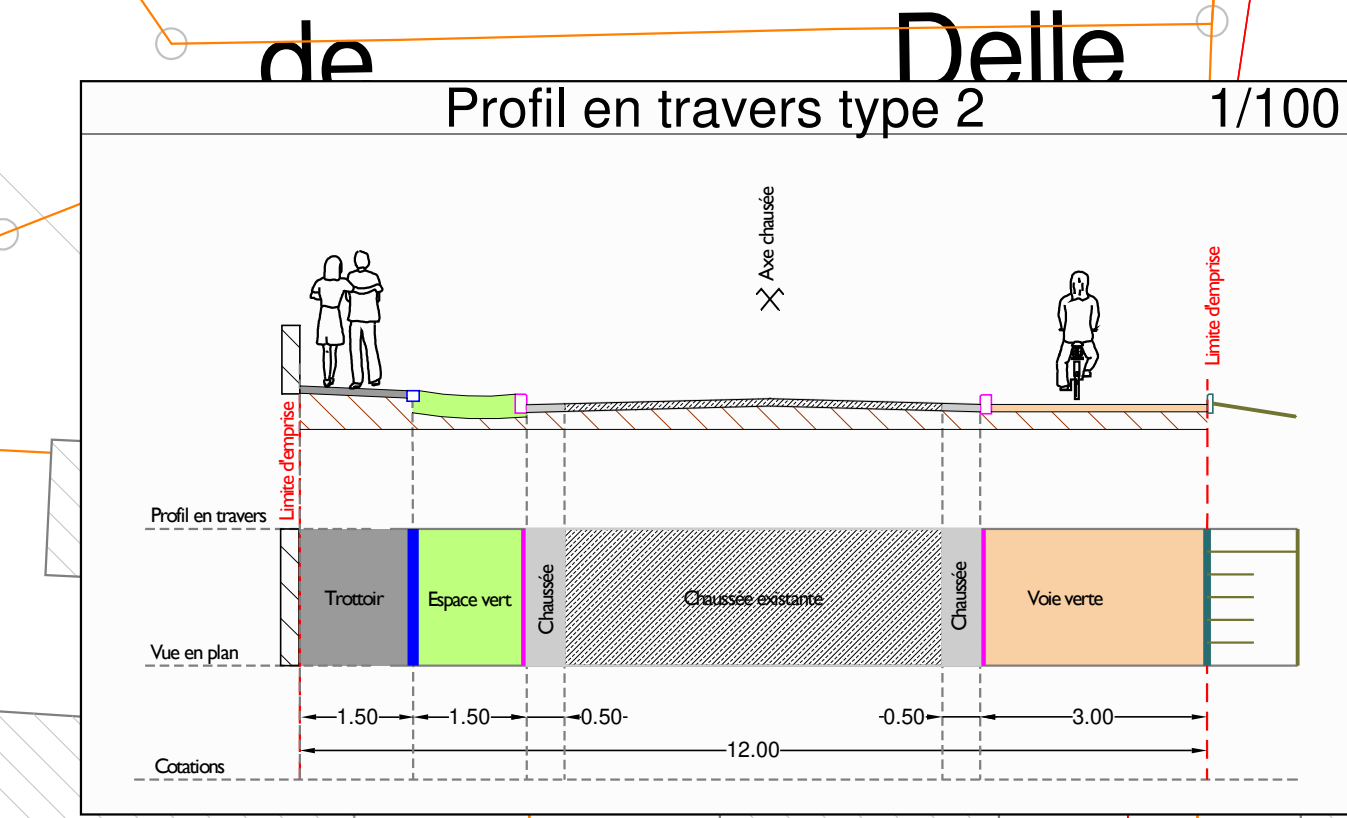 de Delle
Profil en travers type 2 1/100
Axe chausée
Limite d'emprise
Limite d'emprise
Profil en travers
Trottoir
Espace vert
Chaussée
Chaussée existante
Chaussée
Voie verte
Vue en plan
1.50 1.50 0.50 0.50 3.00
12.00
Cotations